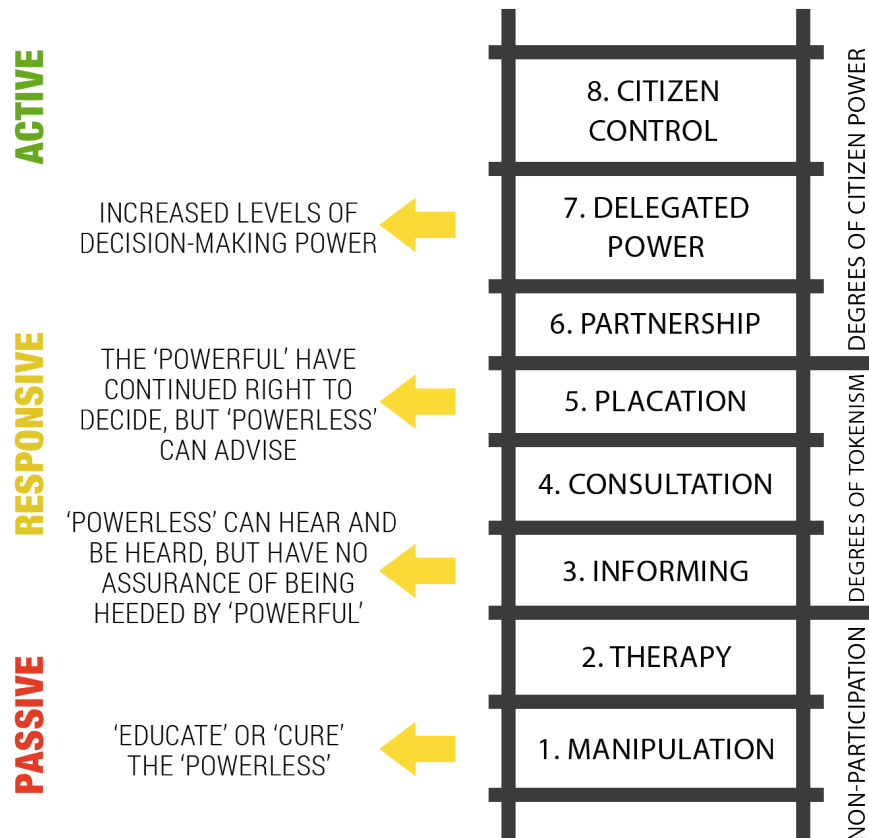 ACTIVE
RESPONSIVE
PASSIVE
INCREASED LEVELS OF
DECISION-MAKING POWER
THE ‘POWERFUL’ HAVE
CONTINUED RIGHT TO
DECIDE, BUT ‘POWERLESS’
CAN ADVISE
‘POWERLESS’ CAN HEAR AND
BE HEARD, BUT HAVE NO
ASSURANCE OF BEING
HEEDED BY ‘POWERFUL’
‘EDUCATE’ OR ‘CURE’
THE ‘POWERLESS’
8. CITIZEN
CONTROL
7. DELEGATED
POWER
6. PARTNERSHIP
5. PLACATION
4. CONSULTATION
3. INFORMING
2. THERAPY
1. MANIPULATION
DEGREES OF CITIZEN POWER
DEGREES OF TOKENISM
NON-PARTICIPATION